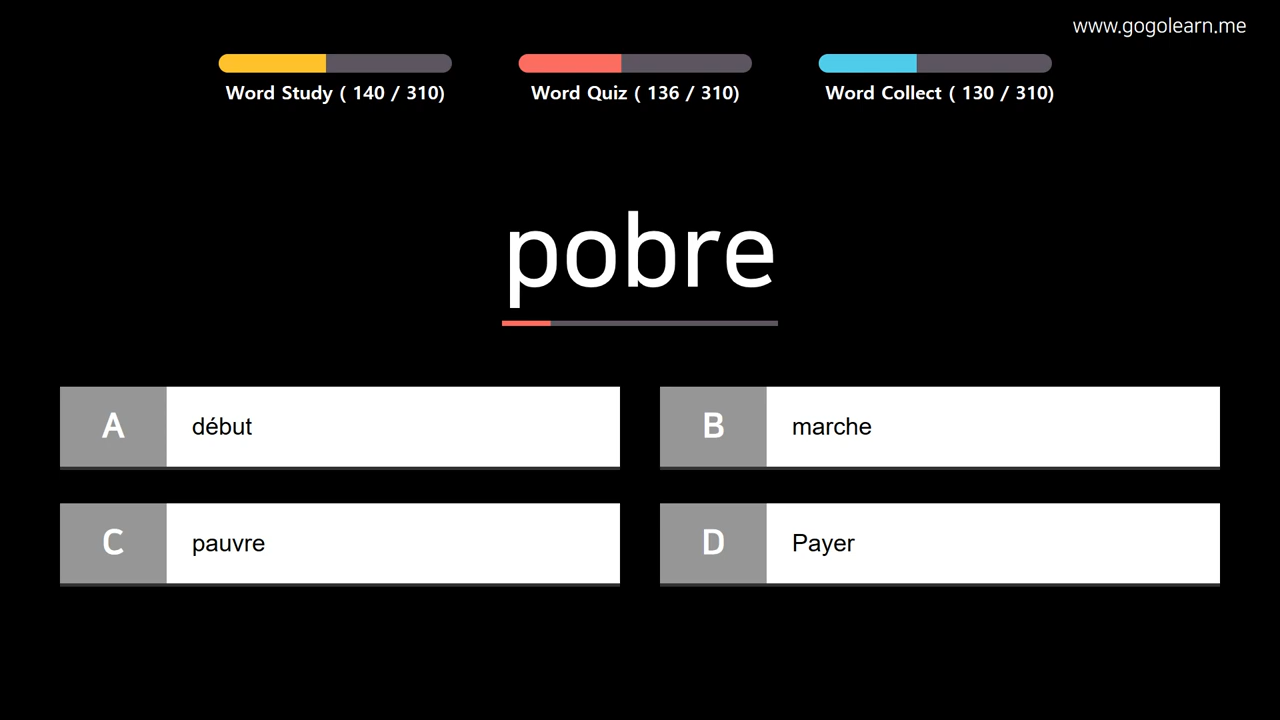 www.gogolearn.me
Word Study ( 140 / 310)
Word Quiz ( 136 / 310)
Word Collect ( 130 / 310)
pobre
A début
B marche
C pauvre
D Payer